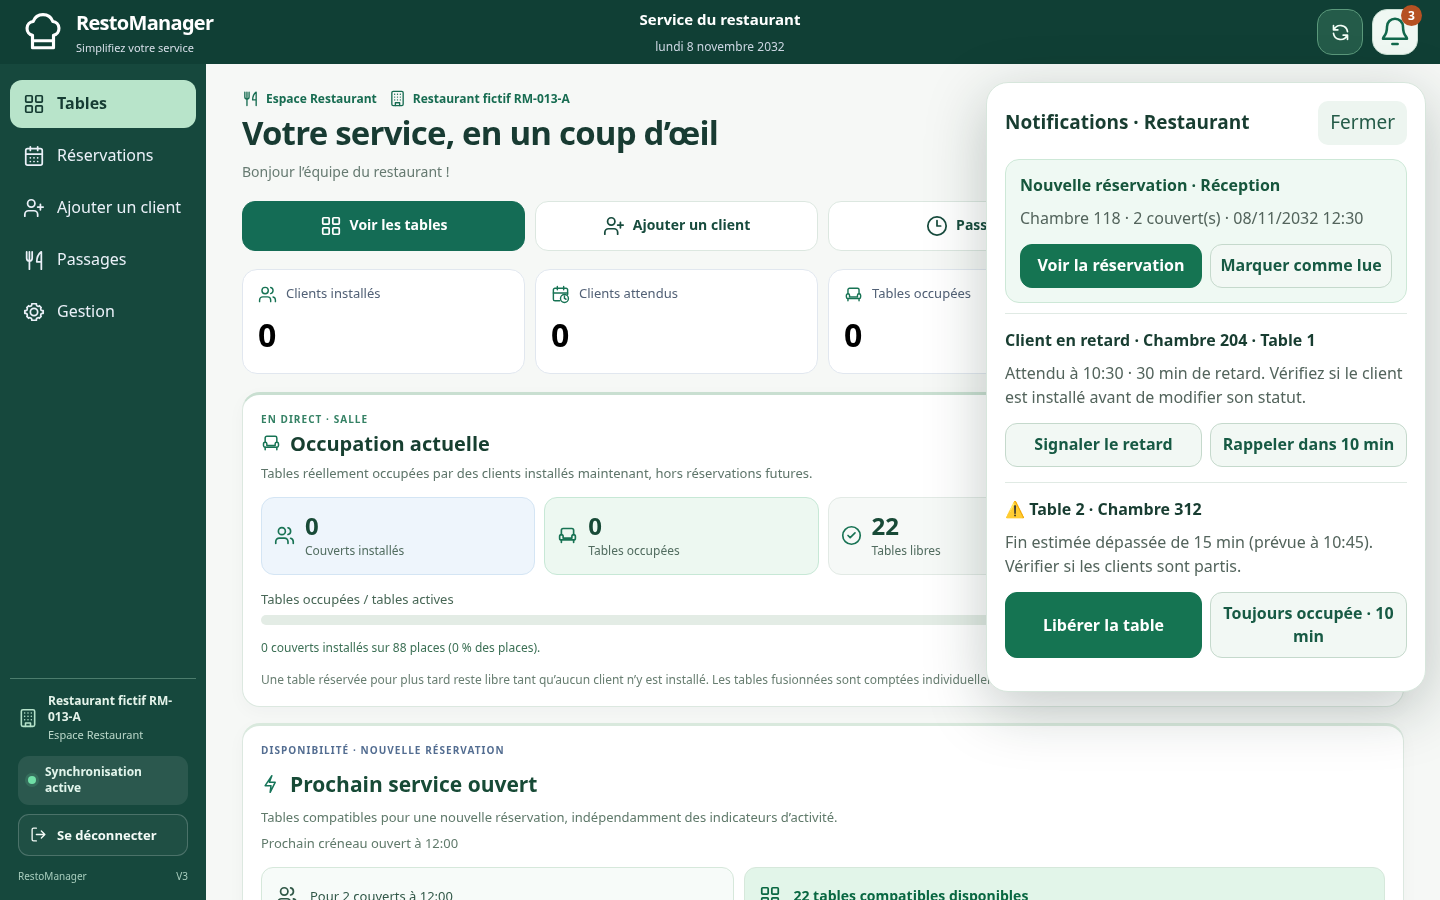 RestoManager
Simplifiez votre service
Service du restaurant
lundi 8 novembre 2032
3
Tables
Réservations
Ajouter un client
Passages
Gestion
Restaurant fictif RM-
013-A
Espace Restaurant
Synchronisation
active
Se déconnecter
RestoManager V3
Espace Restaurant Restaurant fictif RM-013-A
Votre service, en un coup d’œil
Bonjour l’équipe du restaurant !
Voir les tables
Ajouter un client
Clients installés
0
Clients attendus
0
Tables occupées
0
EN DIRECT · SALLE
Occupation actuelle
Tables réellement occupées par des clients installés maintenant, hors réservations futures.
0
Couverts installés
0
Tables occupées
22
Tables libres
Tables occupées / tables actives
0 couverts installés sur 88 places (0 % des places).
Une table réservée pour plus tard reste libre tant qu’aucun client n’y est installé. Les tables fusionnées sont comptées
DISPONIBILITÉ · NOUVELLE RÉSERVATION
Prochain service ouvert
Tables compatibles pour une nouvelle réservation, indépendamment des indicateurs d’activité.
Prochain créneau ouvert à 12:00
Pour 2 couverts à 12:00
22 tables compatibles disponibles
Notifications · Restaurant
Fermer
Nouvelle réservation · Réception
Chambre 118 · 2 couvert(s) · 08/11/2032 12:30
Voir la réservation
Marquer comme lue
Client en retard · Chambre 204 · Table 1
Attendu à 10:30 · 30 min de retard. Vérifiez si le client
est installé avant de modifier son statut.
Signaler le retard
Rappeler dans 10 min
⚠️ Table 2 · Chambre 312
Fin estimée dépassée de 15 min (prévue à 10:45).
Vérifier si les clients sont partis.
Libérer la table
Toujours occupée · 10
min